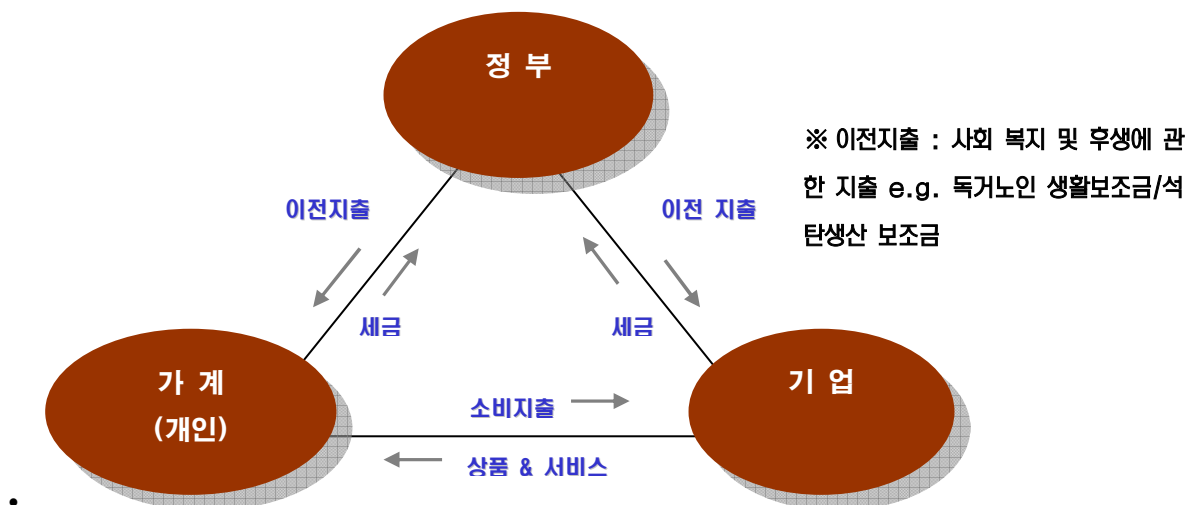 정 부
※ 이전지출 : 사회 복지 및 후생에 관
한 지출 e.g. 독거노인 생활보조금/석
탄생산 보조금
이전지출
이전 지출
세금
세금
가 계
(개인)
기 업
소비지출
상품 & 서비스